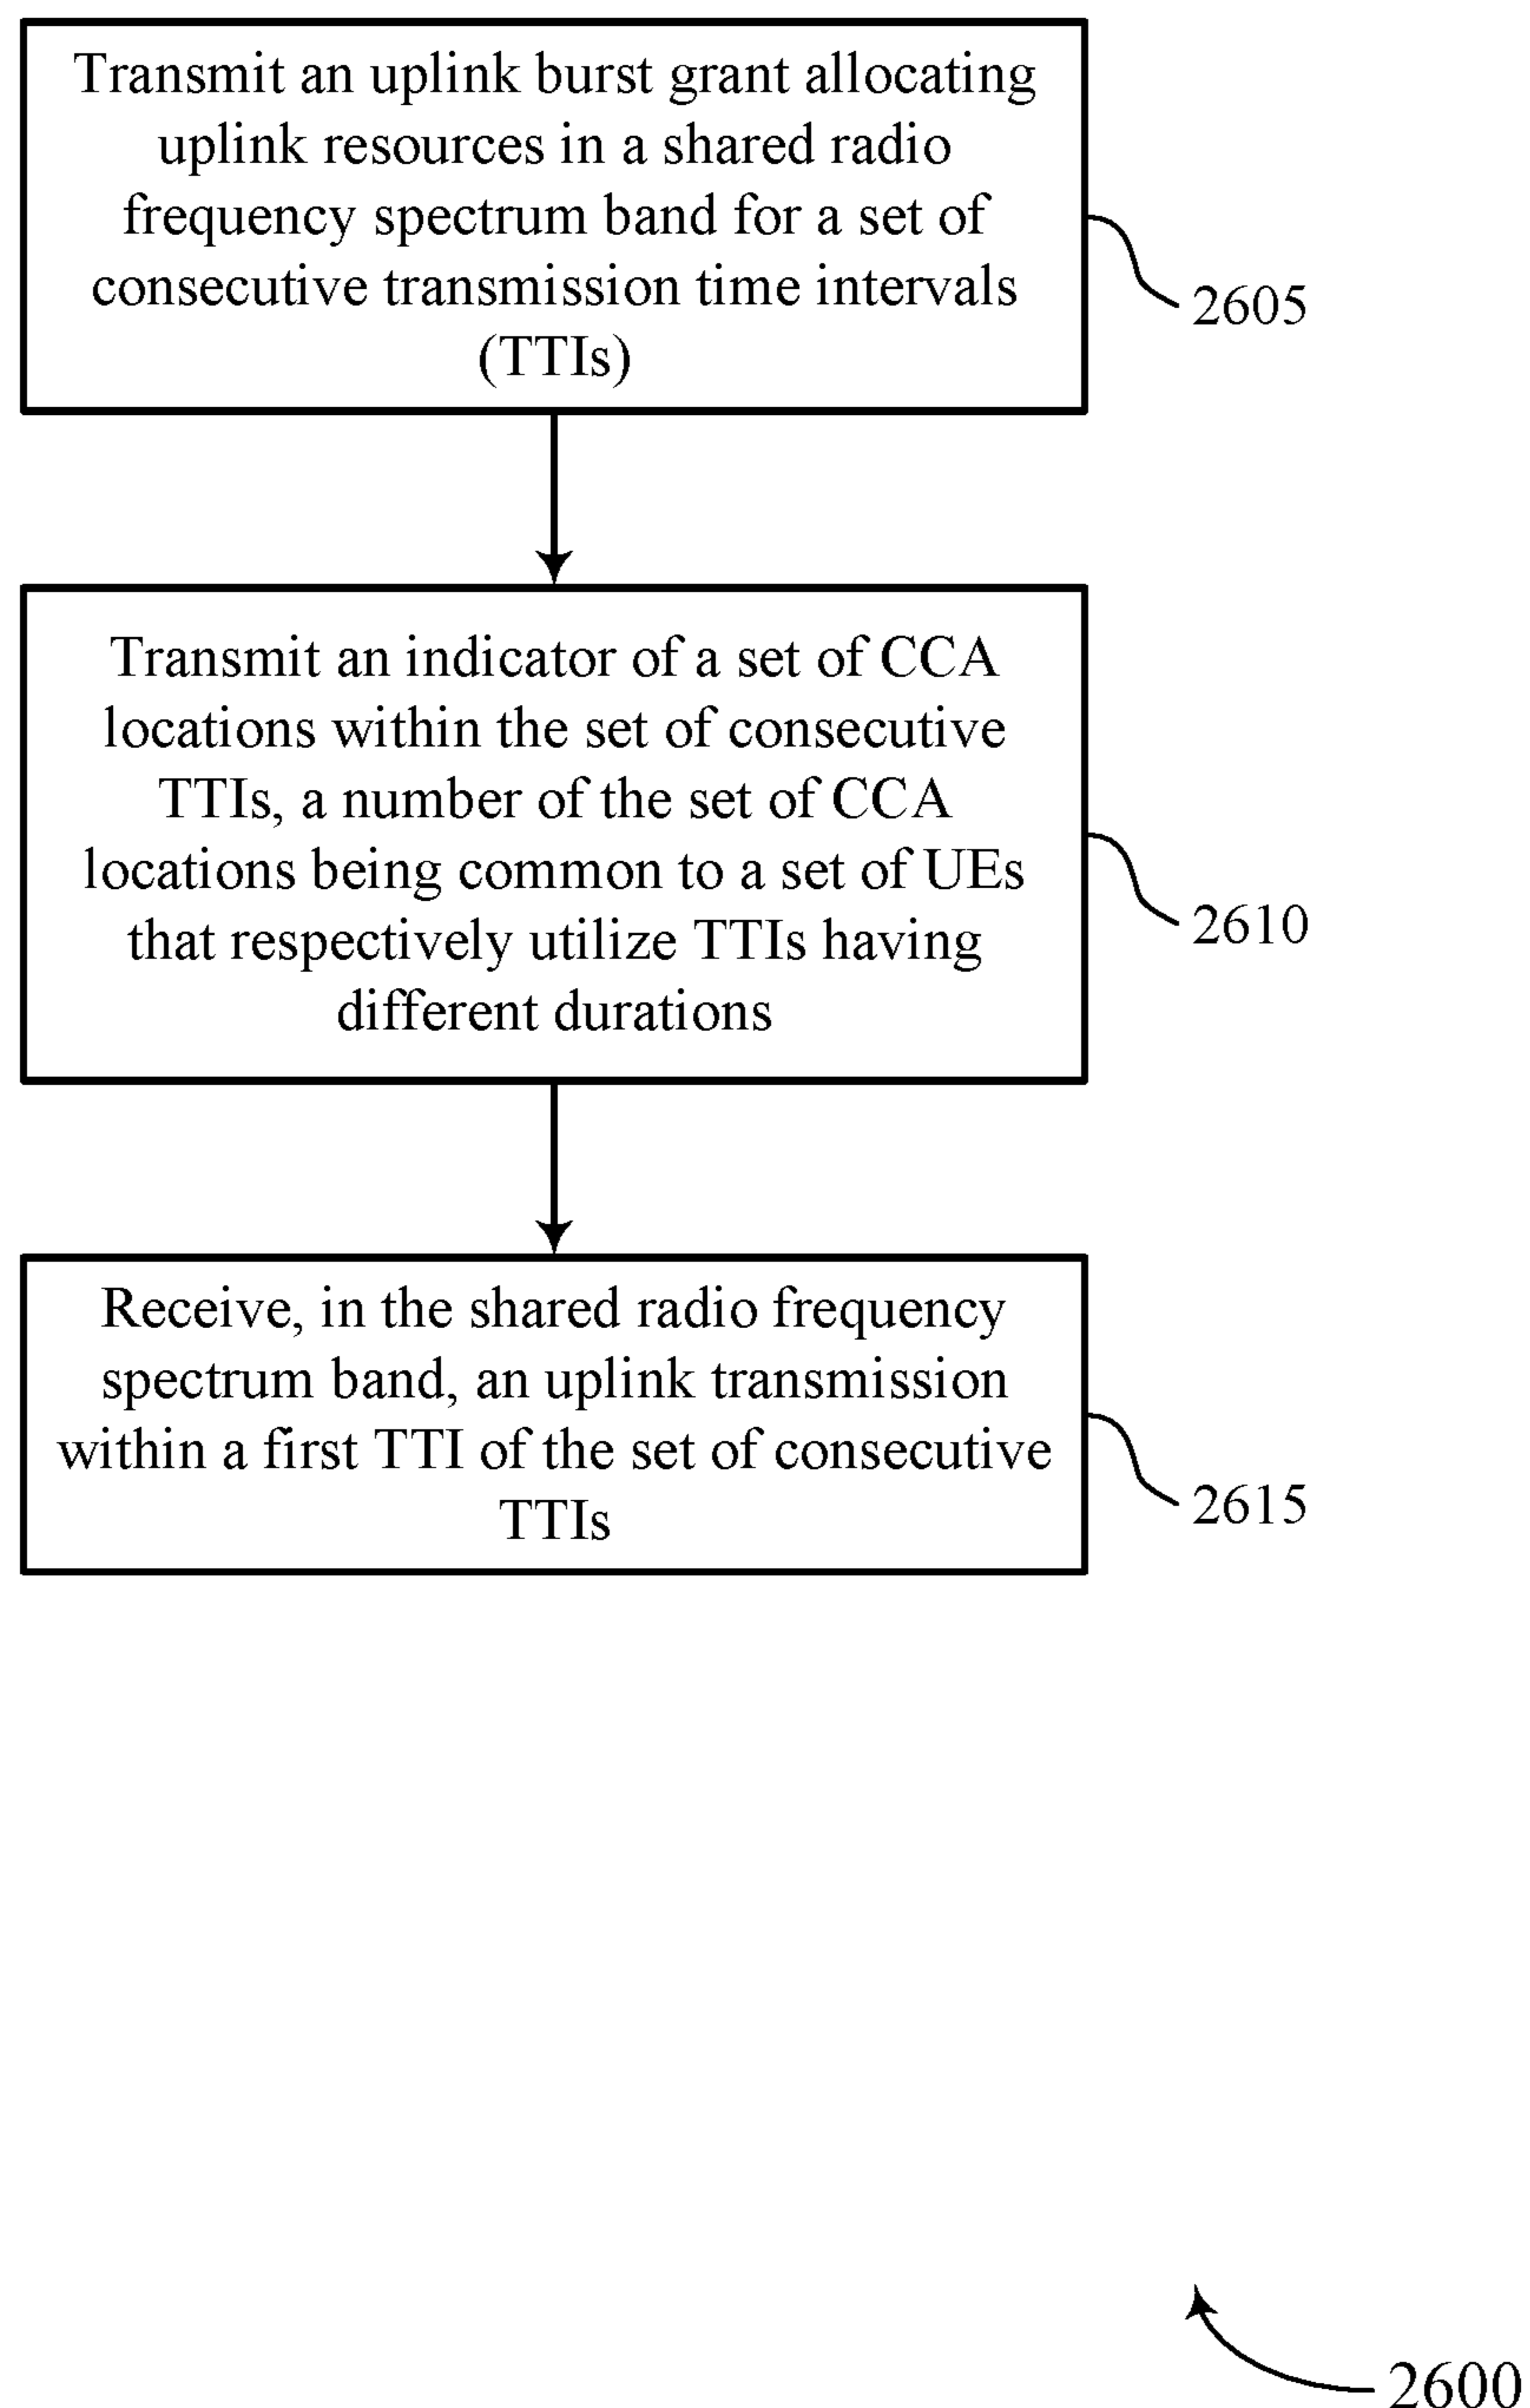 Transmit an uplink burst grant allocating
uplink resources in a shared radio
frequency spectrum band for a set of
consecutive transmission time intervals
(TTIs)
2605
Transmit an indicator of a set of CCA
locations within the set of consecutive
TTIs, a number of the set of CCA
locations being common to a set of UEs
that respectively utilize TTIs having
different durations
2610
Receive, in the shared radio frequency
spectrum band, an uplink transmission
within a first TTI of the set of consecutive
TTIs
2615
2600